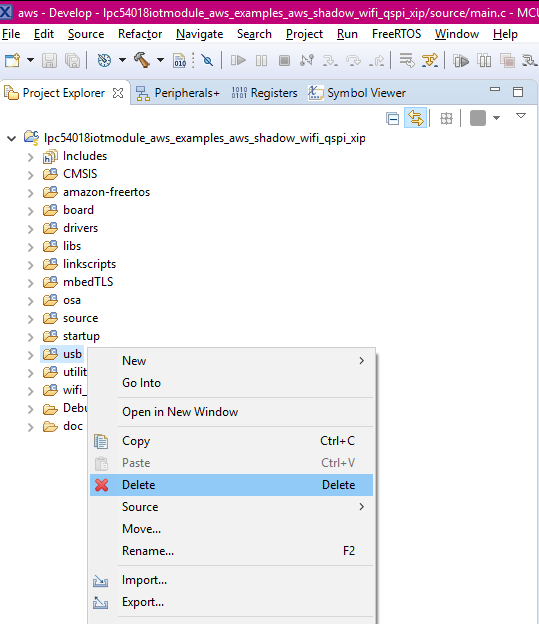 aws - Develop - lpc54018iotmodule_aws_examples_aws_shadow_wifi_qspi_xip/source/main.c - MCU
File Edit Source Refactor Navigate Search Project Run FreeRTOS Window Help
010
Project Explorer Peripherals+ 1010 0101 Registers Symbol Viewer
lpc54018iotmodule_aws_examples_aws_shadow_wifi_qspi_xip
Includes
CMSIS
amazon-freertos
board
drivers
libs
linkscripts
mbedTLS
osa
source
startup
usb
utilit
wifi_
Debu
doc
New
Go Into
Open in New Window
Copy Ctrl+C
Paste Ctrl+V
Delete Delete
Source
Move...
Rename... F2
Import...
Export...